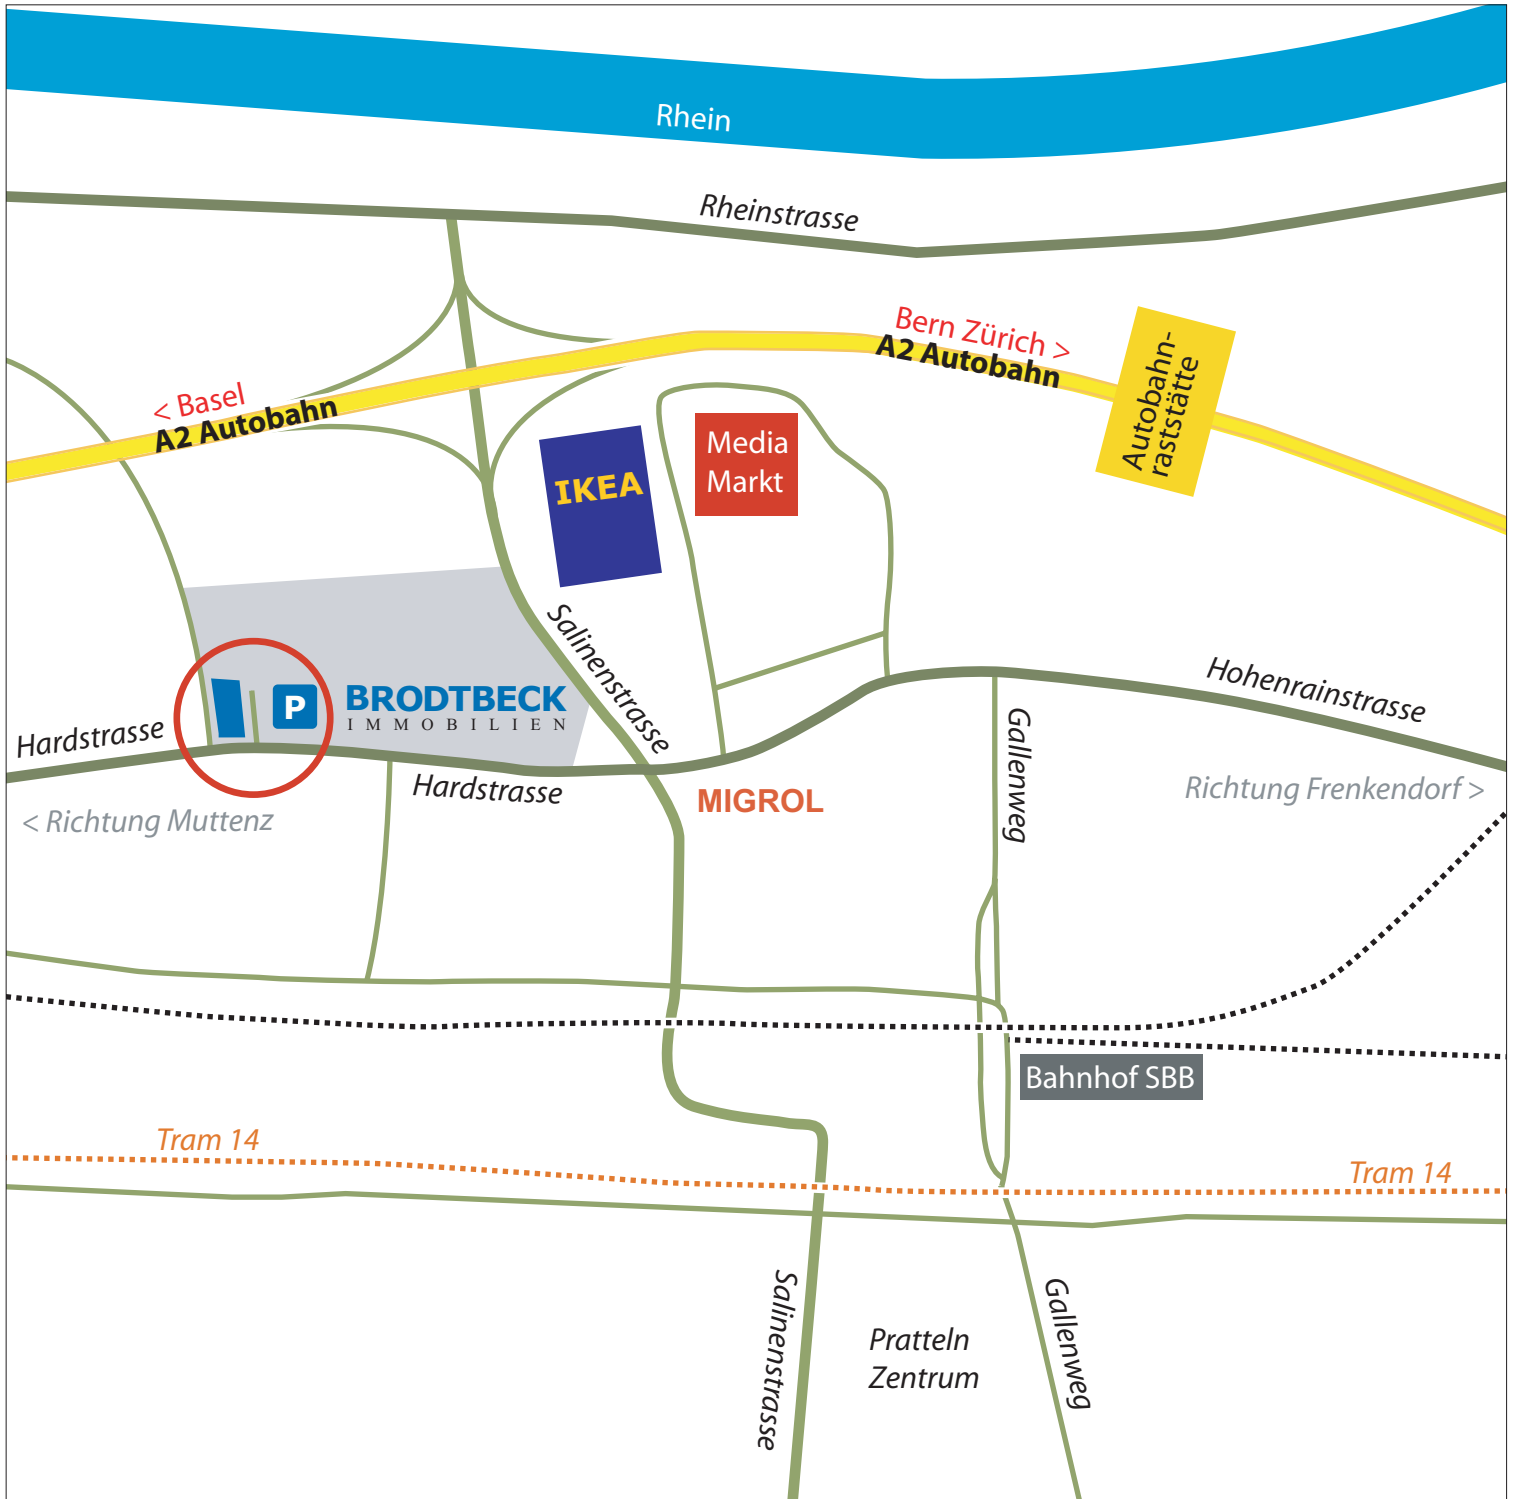 Rhein
Rheinstrasse
Bern Zürich >
A2 Autobahn
Autobahn-
raststätte
< Basel
A2 Autobahn
Media
Markt
IKEA
Salinenstrasse
Hohenrainstrasse
P
BRODTBECK
IMMOBILIEN
Hardstrasse
Gallenweg
Hardstrasse
MIGROL
Richtung Frenkendorf >
< Richtung Muttenz
Bahnhof SBB
Tram 14
Tram 14
Salinenstrasse
Gallenweg
Pratteln
Zentrum